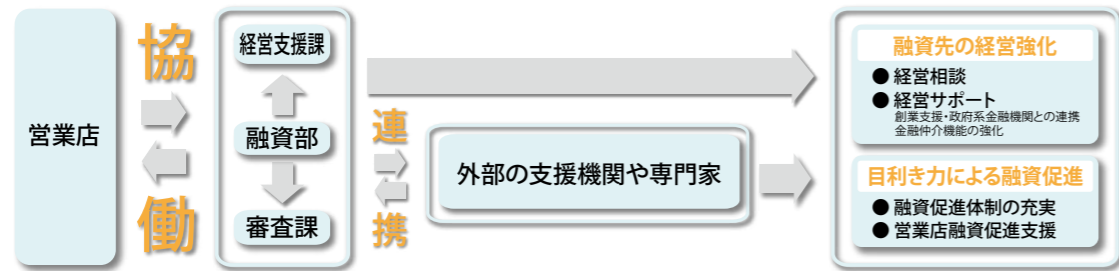 営業店
協
働
経営支援課
融資部
審査課
連
携
外部の支援機関や専門家
融資先の経営強化
● 経営相談
● 経営サポート
創業支援・政府系金融機関との連携
金融仲介機能の強化
目利き力による融資促進
● 融資促進体制の充実
● 営業店融資促進支援